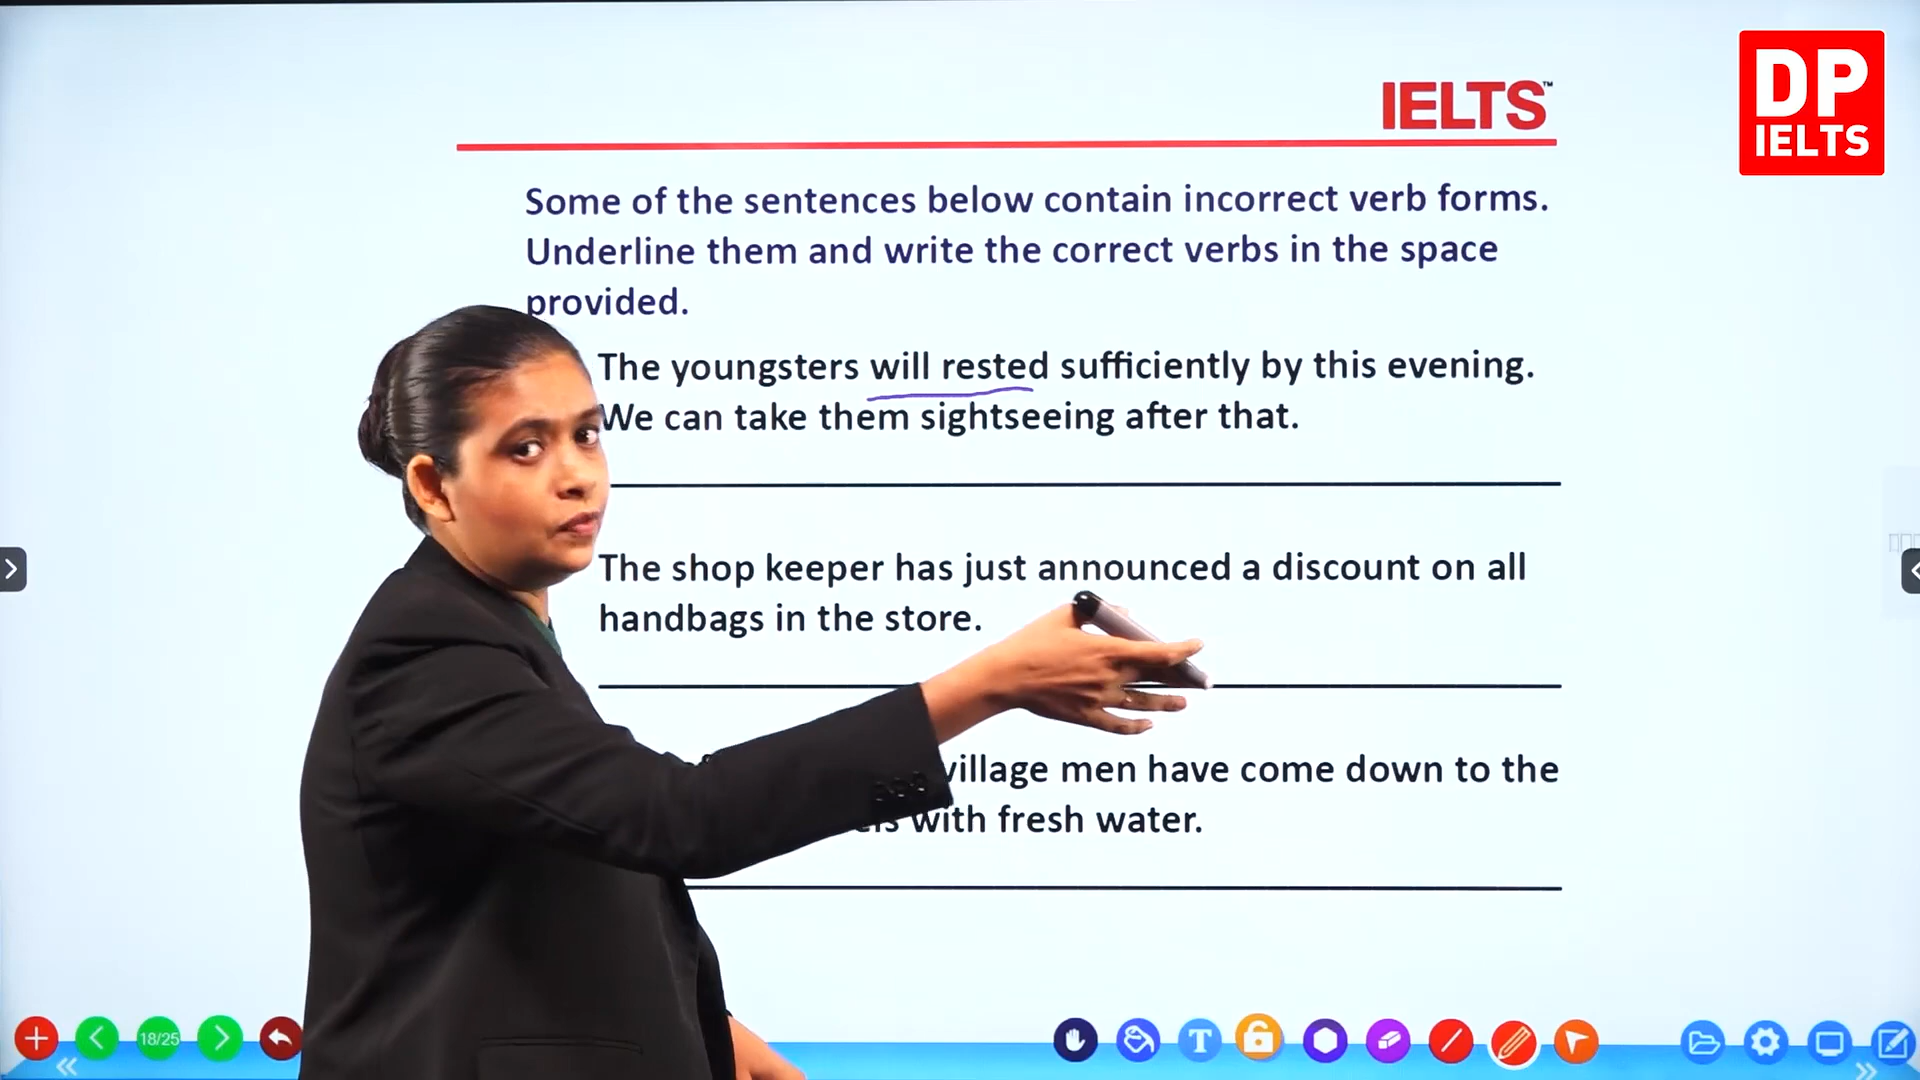 DP
IELTS
IELTS™
Some of the sentences below contain incorrect verb forms.
Underline them and write the correct verbs in the space
provided.
The youngsters will rested sufficiently by this evening.
We can take them sightseeing after that.
The shop keeper has just announced a discount on all
handbags in the store.
village men have come down to the
with fresh water.
18/25
T